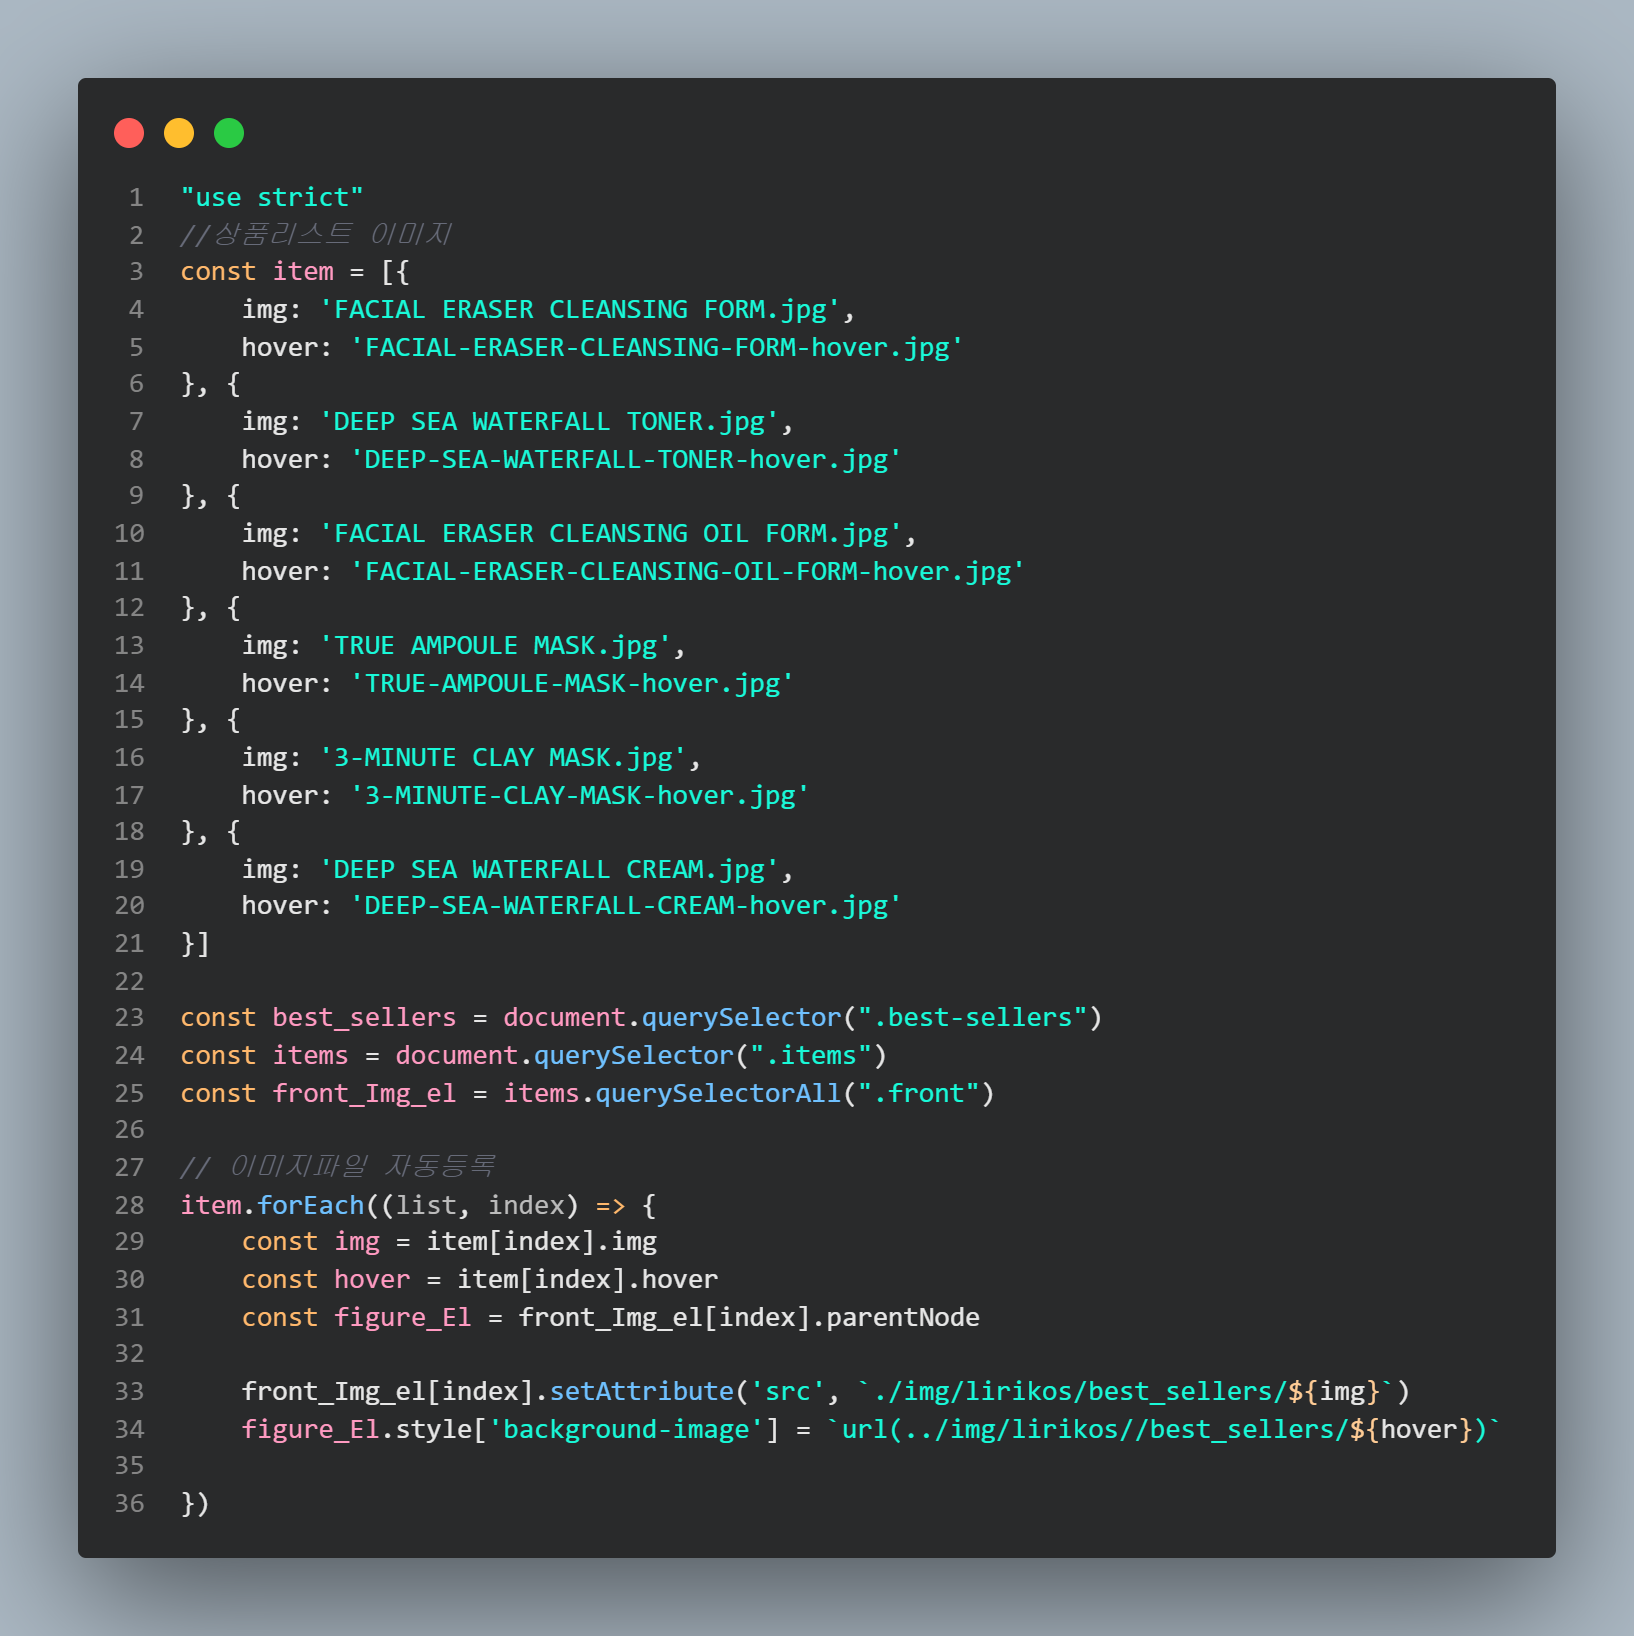 1 "use strict"
2 //상품리스트 이미지
3 const item = [{
4     img: 'FACIAL ERASER CLEANSING FORM.jpg',
5     hover: 'FACIAL-ERASER-CLEANSING-FORM-hover.jpg'
6 }, {
7     img: 'DEEP SEA WATERFALL TONER.jpg',
8     hover: 'DEEP-SEA-WATERFALL-TONER-hover.jpg'
9 }, {
10     img: 'FACIAL ERASER CLEANSING OIL FORM.jpg',
11     hover: 'FACIAL-ERASER-CLEANSING-OIL-FORM-hover.jpg'
12 }, {
13     img: 'TRUE AMPOULE MASK.jpg',
14     hover: 'TRUE-AMPOULE-MASK-hover.jpg'
15 }, {
16     img: '3-MINUTE CLAY MASK.jpg',
17     hover: '3-MINUTE-CLAY-MASK-hover.jpg'
18 }, {
19     img: 'DEEP SEA WATERFALL CREAM.jpg',
20     hover: 'DEEP-SEA-WATERFALL-CREAM-hover.jpg'
21 }]
22
23 const best_sellers = document.querySelector(".best-sellers")
24 const items = document.querySelector(".items")
25 const front_Img_el = items.querySelectorAll(".front")
26
27 // 이미지파일 자동등록
28 item.forEach((list, index) => {
29     const img = item[index].img
30     const hover = item[index].hover
31     const figure_El = front_Img_el[index].parentNode
32
33     front_Img_el[index].setAttribute('src', `./img/lirikos/best_sellers/${img}`)
34     figure_El.style['background-image'] = `url(../img/lirikos//best_sellers/${hover})`
35
36 })